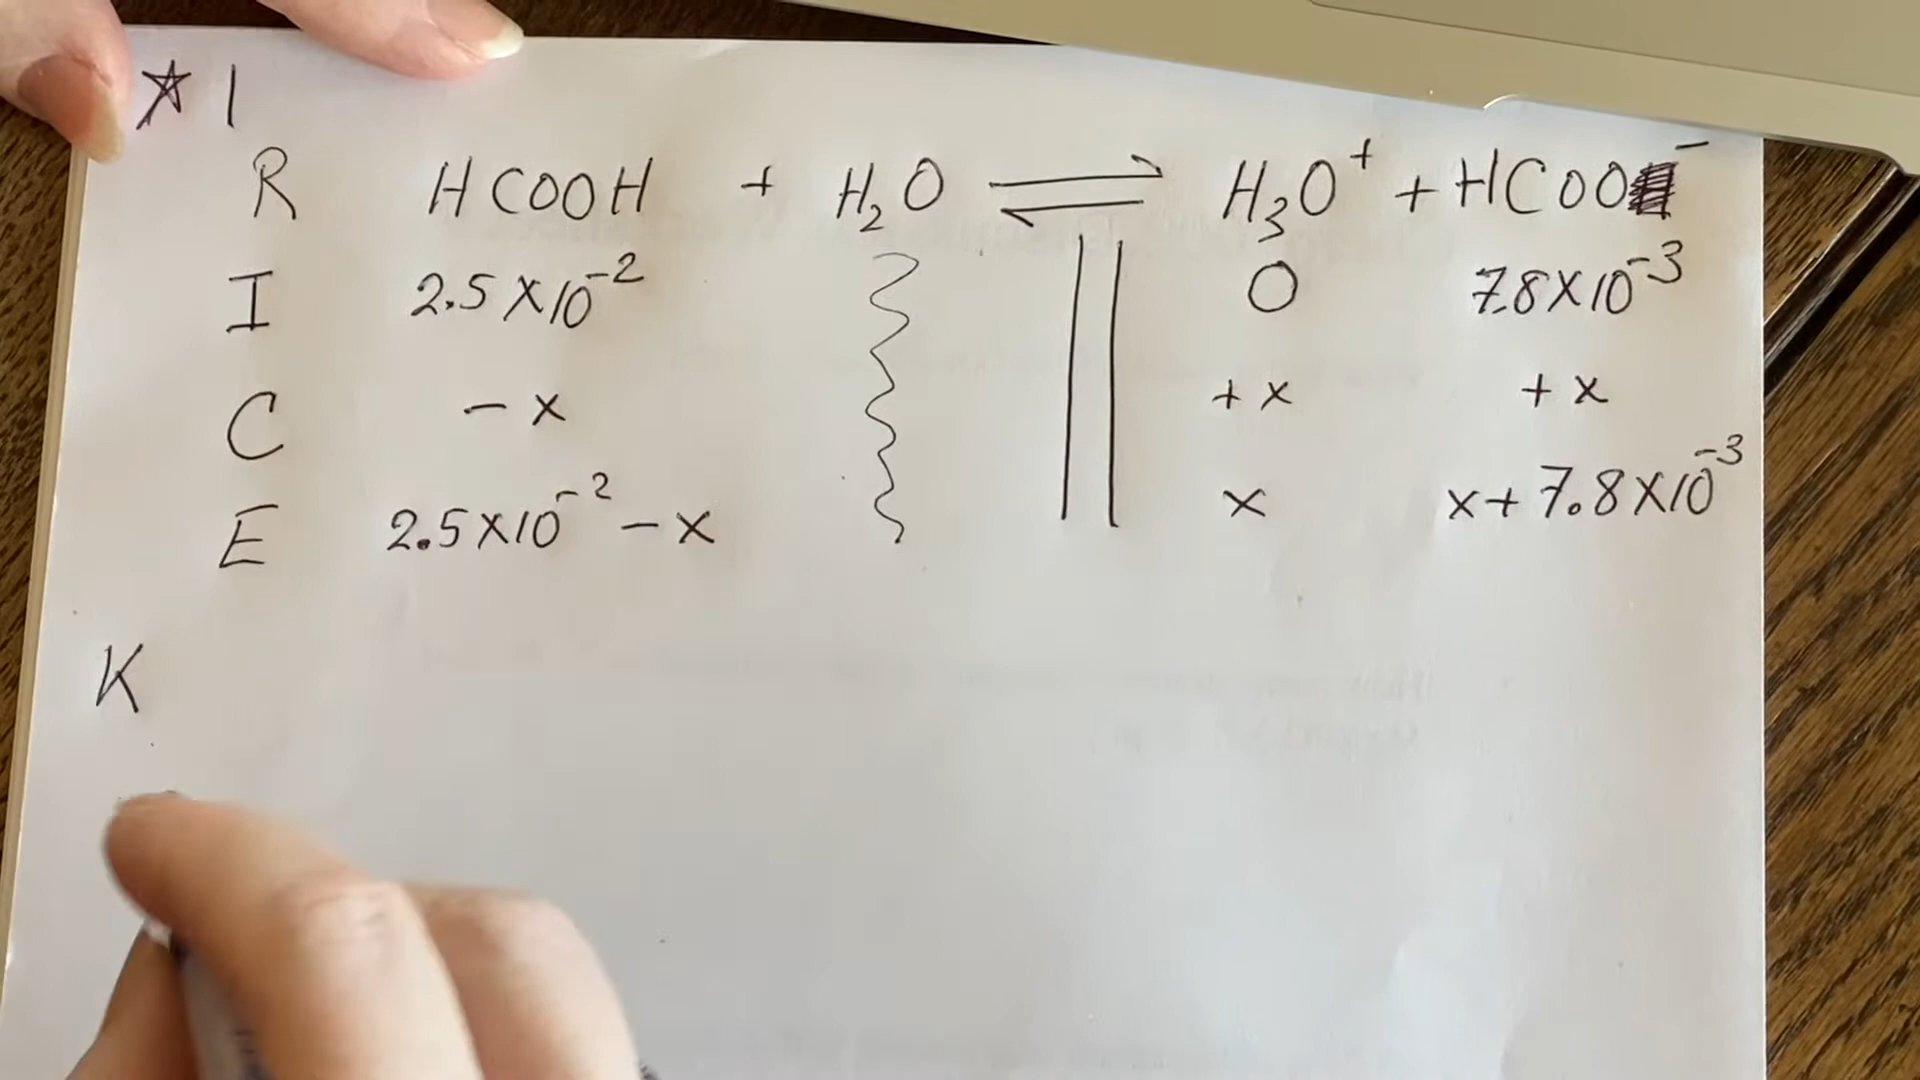 ☆ 1
R HCOOH + H₂O ⇌ H₃O⁺ + HCOO⁻
I 2.5 × 10⁻² 0 7.8 × 10⁻³
C - x + x + x
E 2.5 × 10⁻² - x x x + 7.8 × 10⁻³
K